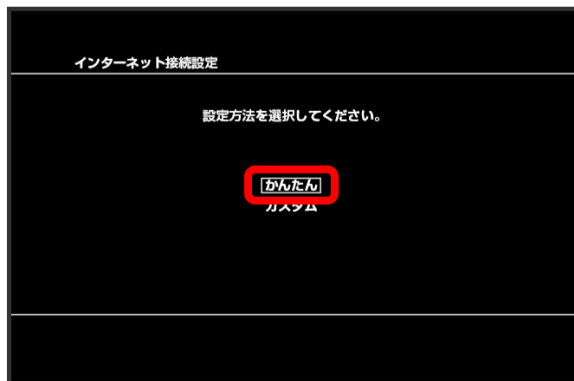 インターネット接続設定
設定方法を選択してください。
かんたん
カスタム